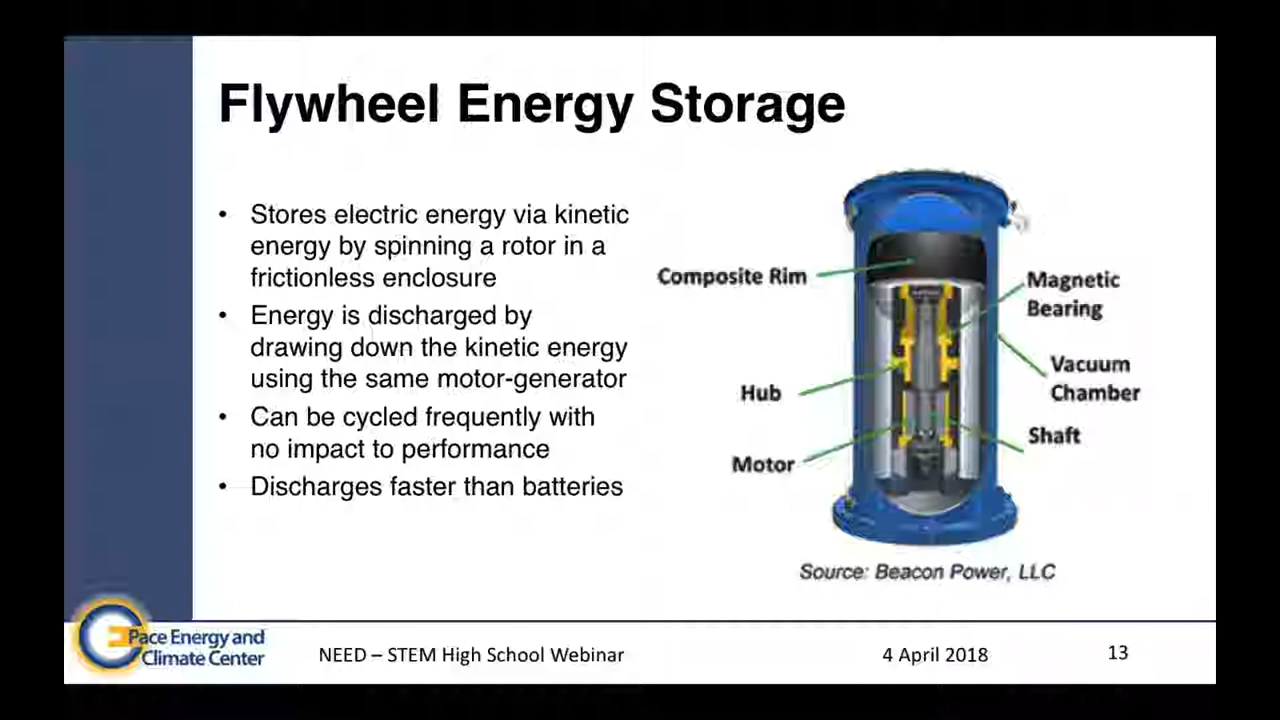 Flywheel Energy Storage
• Stores electric energy via kinetic
energy by spinning a rotor in a
frictionless enclosure
• Energy is discharged by
drawing down the kinetic energy
using the same motor-generator
• Can be cycled frequently with
no impact to performance
• Discharges faster than batteries
Composite Rim
Magnetic
Bearing
Vacuum
Chamber
Hub
Shaft
Motor
Source: Beacon Power, LLC
Pace Energy and
Climate Center
NEED – STEM High School Webinar
4 April 2018
13